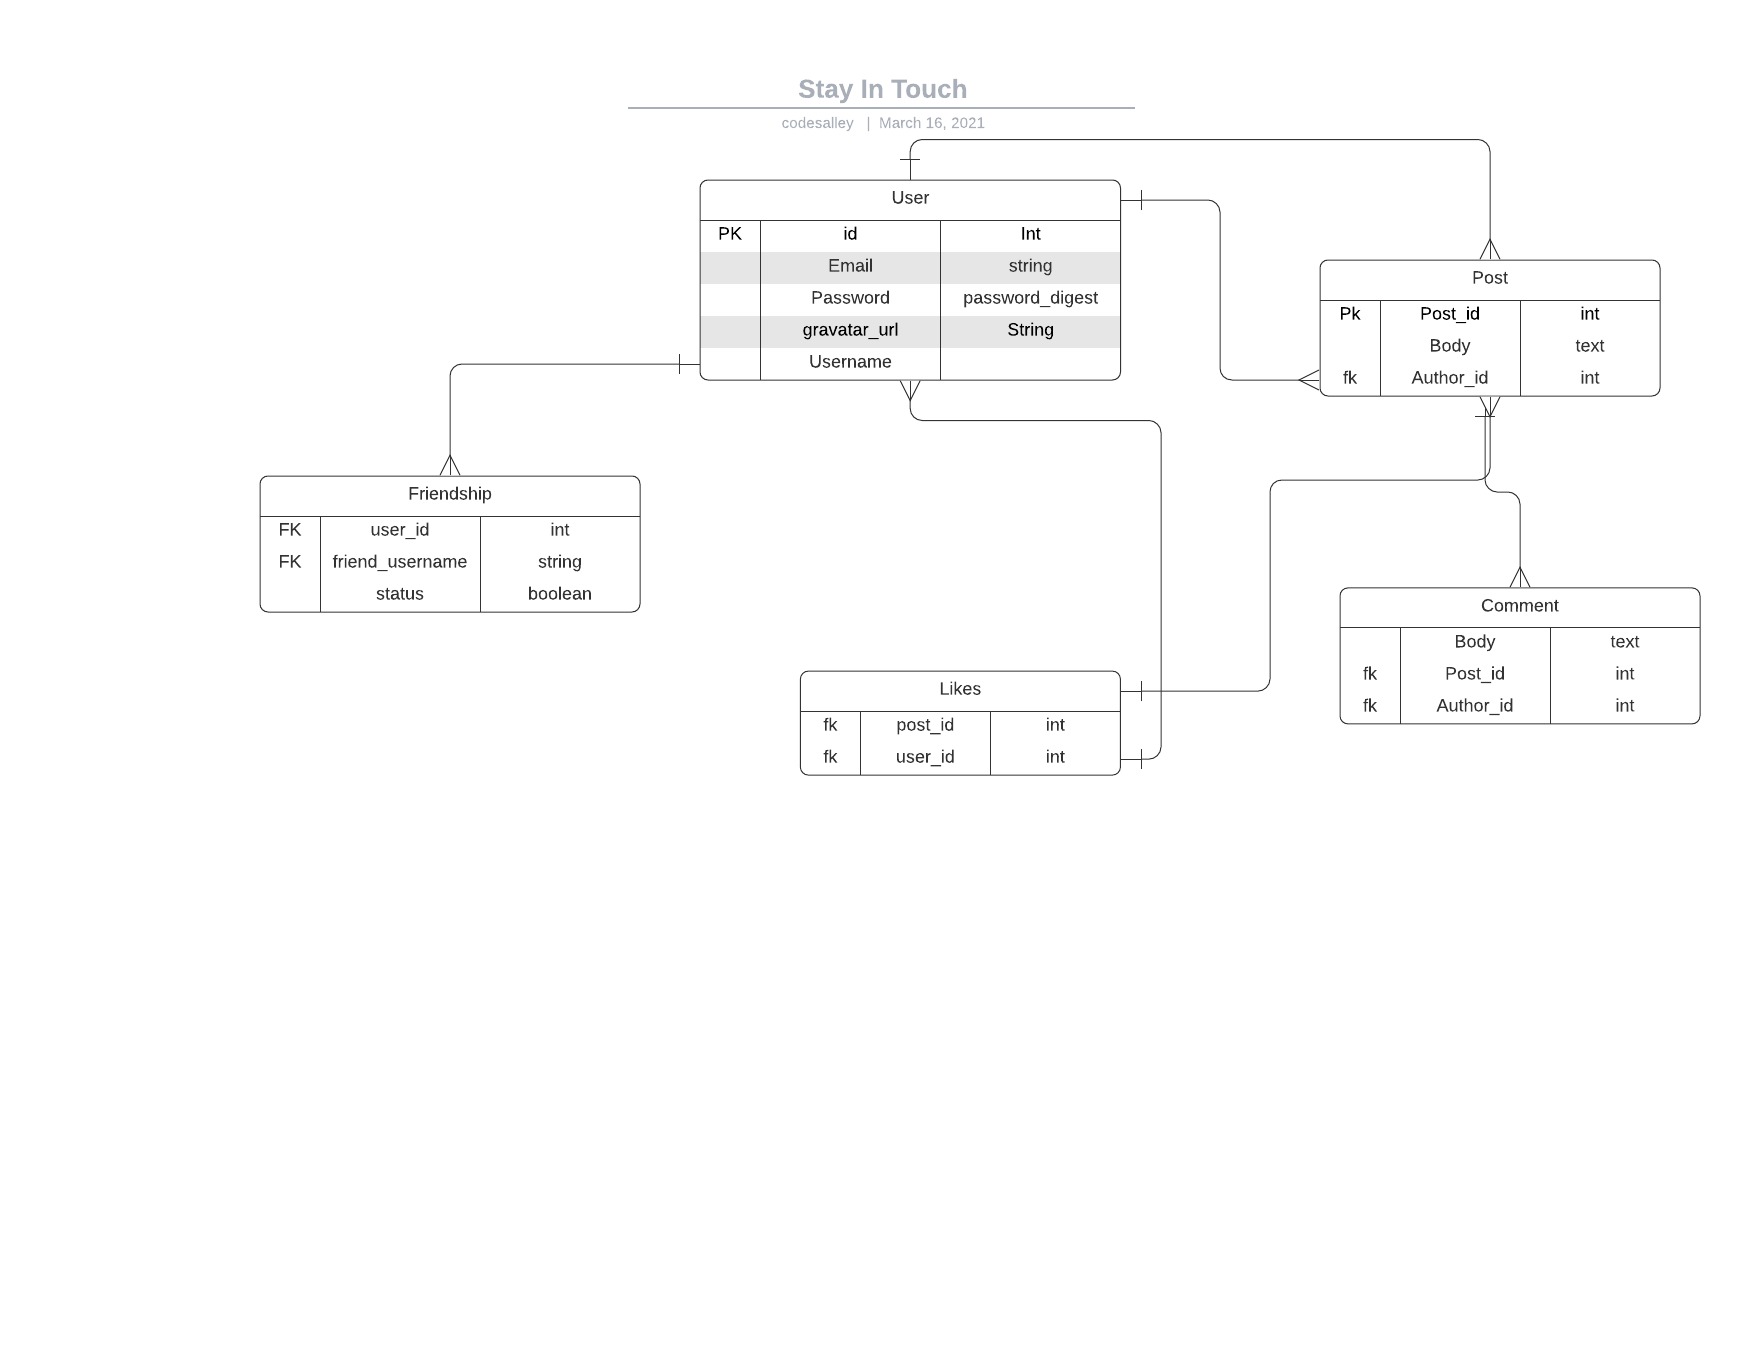 Stay In Touch
codesalley | March 16, 2021
User
PK id Int
Email string
Password password_digest
gravatar_url String
Username
Post
Pk Post_id int
Body text
fk Author_id int
Friendship
FK user_id int
FK friend_username string
status boolean
Comment
Body text
fk Post_id int
fk Author_id int
Likes
fk post_id int
fk user_id int